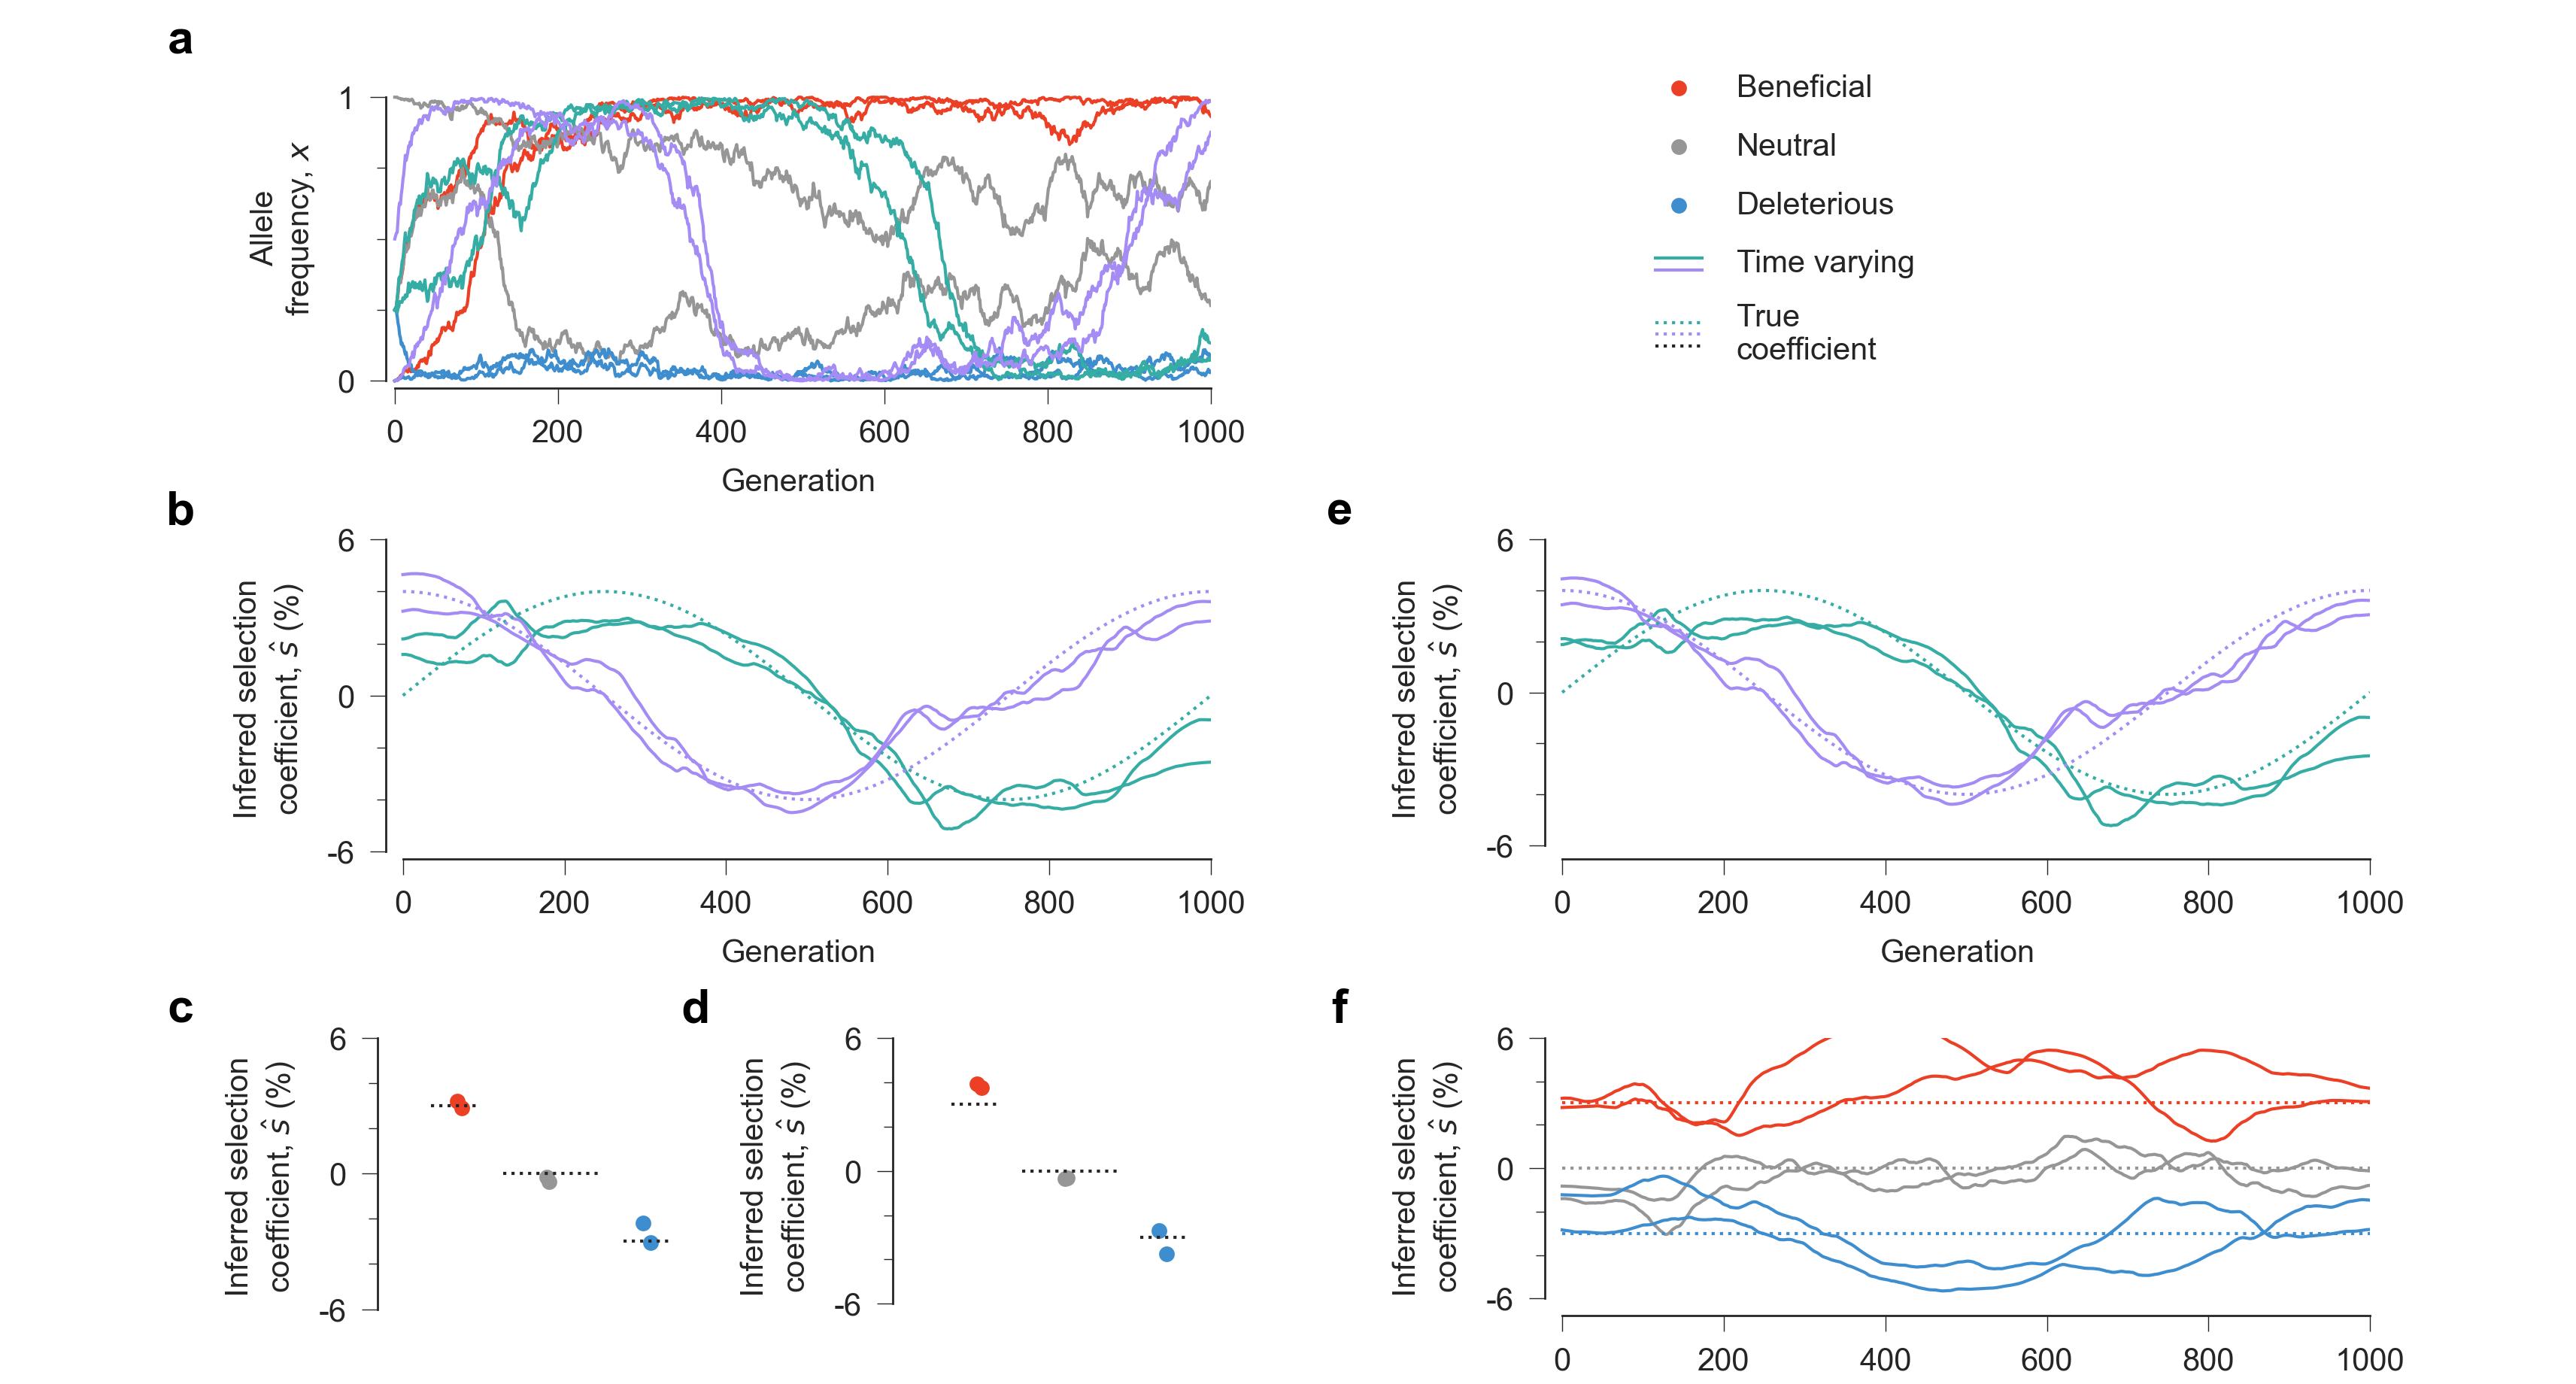 a
Allele
frequency, x
1
0
0 200 400 600 800 1000
Generation
Beneficial
Neutral
Deleterious
Time varying
True
coefficient
b
Inferred selection
coefficient, ŝ (%)
6
0
-6
0 200 400 600 800 1000
Generation
e
Inferred selection
coefficient, ŝ (%)
6
0
-6
0 200 400 600 800 1000
Generation
c
Inferred selection
coefficient, ŝ (%)
6
0
-6
d
Inferred selection
coefficient, ŝ (%)
6
0
-6
f
Inferred selection
coefficient, ŝ (%)
6
0
-6
0 200 400 600 800 1000